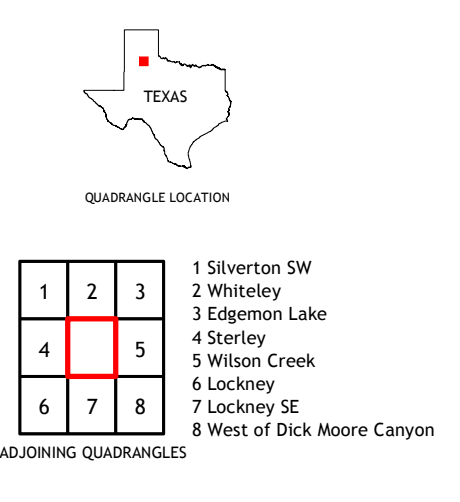 TEXAS
QUADRANGLE LOCATION
1 2 3
4 5
6 7 8
ADJOINING QUADRANGLES
1 Silverton SW
2 Whiteley
3 Edgemon Lake
4 Sterley
5 Wilson Creek
6 Lockney
7 Lockney SE
8 West of Dick Moore Canyon